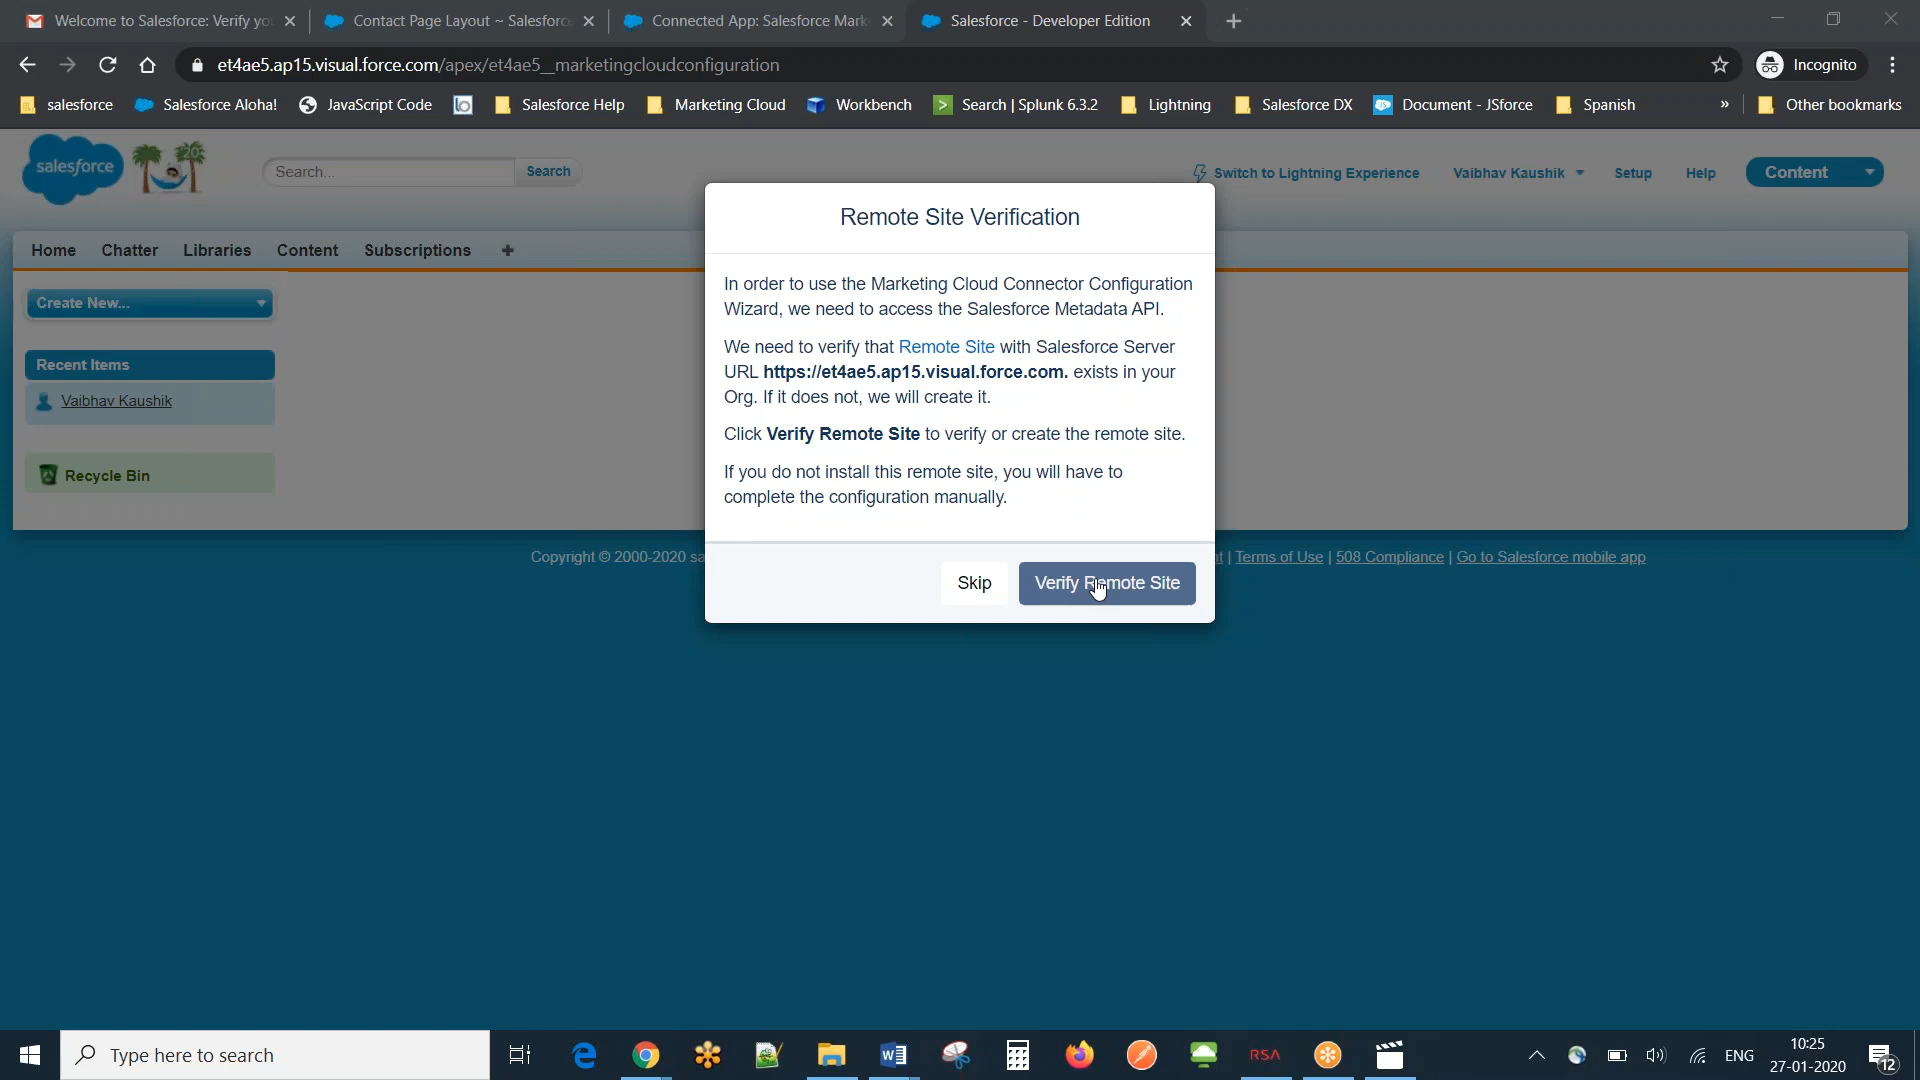 Welcome to Salesforce: Verify yo
Contact Page Layout ~ Salesforce
Connected App: Salesforce Mark
Salesforce - Developer Edition
et4ae5.ap15.visual.force.com/apex/et4ae5__marketingcloudconfiguration
Incognito
salesforce
Salesforce Aloha!
JavaScript Code
Salesforce Help
Marketing Cloud
Workbench
Search | Splunk 6.3.2
Lightning
Salesforce DX
Document - JSforce
Spanish
»
Other bookmarks
salesforce
Search...
Search
Switch to Lightning Experience
Vaibhav Kaushik
Setup
Help
Content
Home
Chatter
Libraries
Content
Subscriptions
+
Create New...
Recent Items
Vaibhav Kaushik
Recycle Bin
Remote Site Verification
In order to use the Marketing Cloud Connector Configuration
Wizard, we need to access the Salesforce Metadata API.
We need to verify that Remote Site with Salesforce Server
URL https://et4ae5.ap15.visual.force.com. exists in your
Org. If it does not, we will create it.
Click Verify Remote Site to verify or create the remote site.
If you do not install this remote site, you will have to
complete the configuration manually.
Skip
Verify Remote Site
Copyright © 2000-2020 sa
| Terms of Use | 508 Compliance | Go to Salesforce mobile app
Type here to search
RSA
ENG
10:25
27-01-2020
12